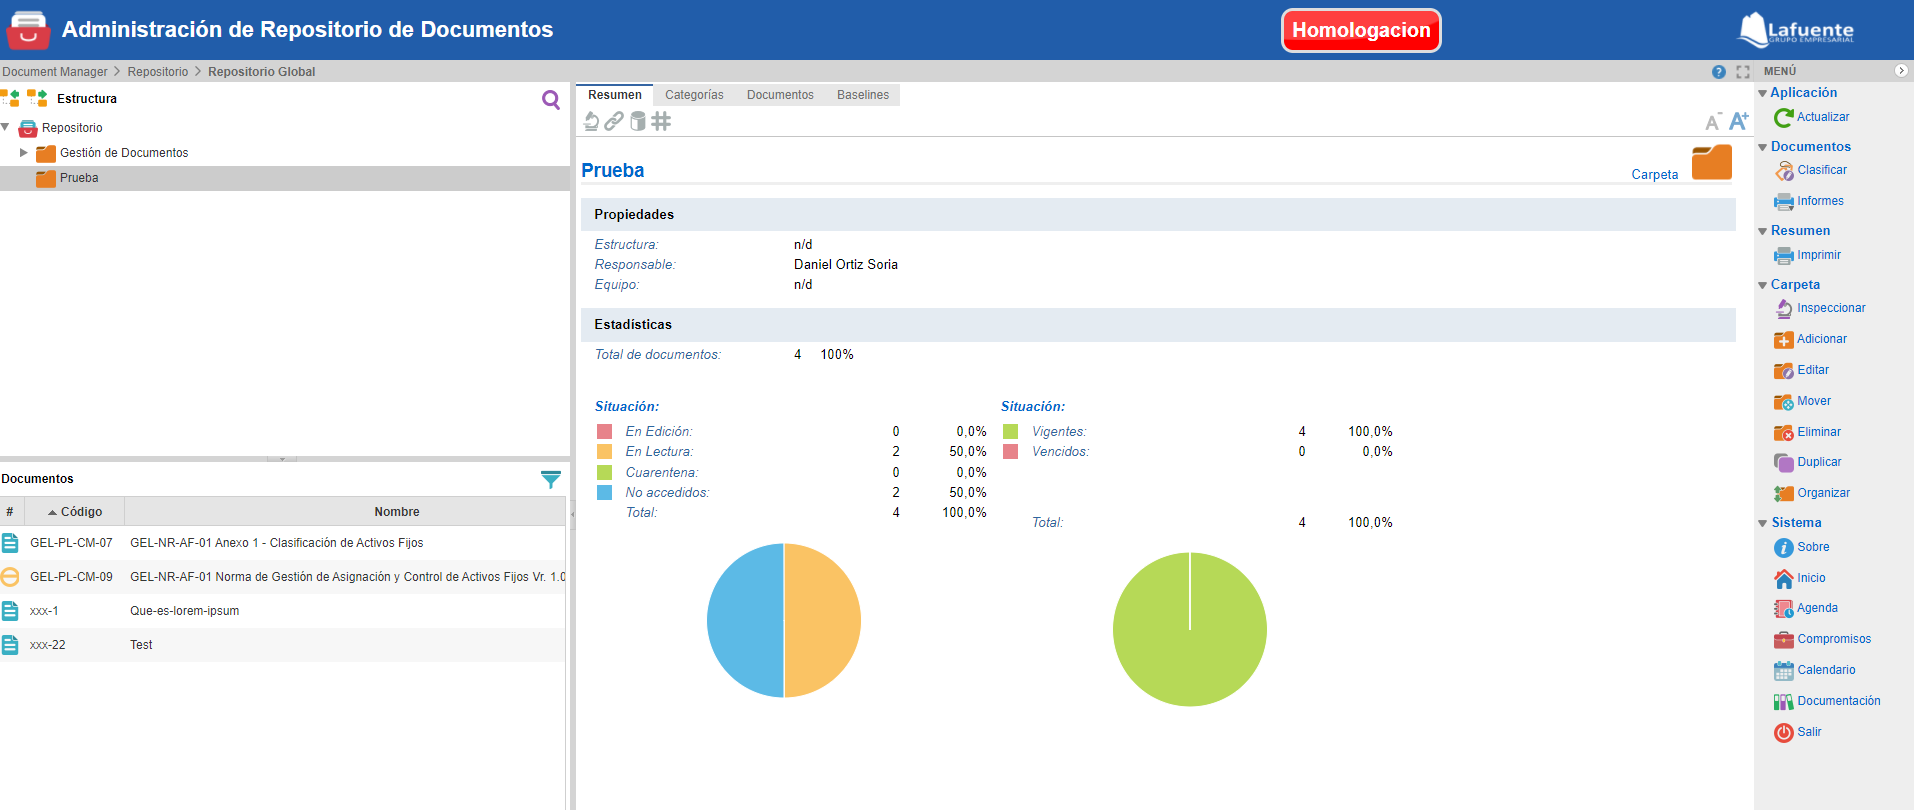 Administración de Repositorio de Documentos
Homologacion
Lafuente
GRUPO EMPRESARIAL
Document Manager > Repositorio > Repositorio Global
?
MENÚ
Estructura
Repositorio
Gestión de Documentos
Prueba
Documentos
# Código Nombre
GEL-PL-CM-07 GEL-NR-AF-01 Anexo 1 - Clasificación de Activos Fijos
GEL-PL-CM-09 GEL-NR-AF-01 Norma de Gestión de Asignación y Control de Activos Fijos Vr. 1.0
xxx-1 Que-es-lorem-ipsum
xxx-22 Test
Resumen Categorías Documentos Baselines
A- A+
Prueba
Carpeta
Propiedades
Estructura: n/d
Responsable: Daniel Ortiz Soria
Equipo: n/d
Estadísticas
Total de documentos: 4 100%
Situación:
En Edición: 0 0,0%
En Lectura: 2 50,0%
Cuarentena: 0 0,0%
No accedidos: 2 50,0%
Total: 4 100,0%
Situación:
Vigentes: 4 100,0%
Vencidos: 0 0,0%
Total: 4 100,0%
Aplicación
Actualizar
Documentos
Clasificar
Informes
Resumen
Imprimir
Carpeta
Inspeccionar
Adicionar
Editar
Mover
Eliminar
Duplicar
Organizar
Sistema
Sobre
Inicio
Agenda
Compromisos
Calendario
Documentación
Salir